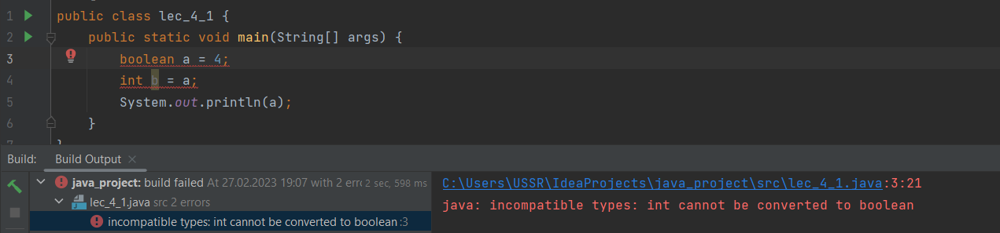 1 public class lec_4_1 {
2 public static void main(String[] args) {
3 boolean a = 4;
4 int b = a;
5 System.out.println(a);
6 }
7 }
Build: Build Output ×
java_project: build failed At 27.02.2023 19:07 with 2 erro 2 sec, 598 ms
lec_4_1.java src 2 errors
incompatible types: int cannot be converted to boolean :3
C:\Users\USSR\IdeaProjects\java_project\src\lec_4_1.java:3:21
java: incompatible types: int cannot be converted to boolean